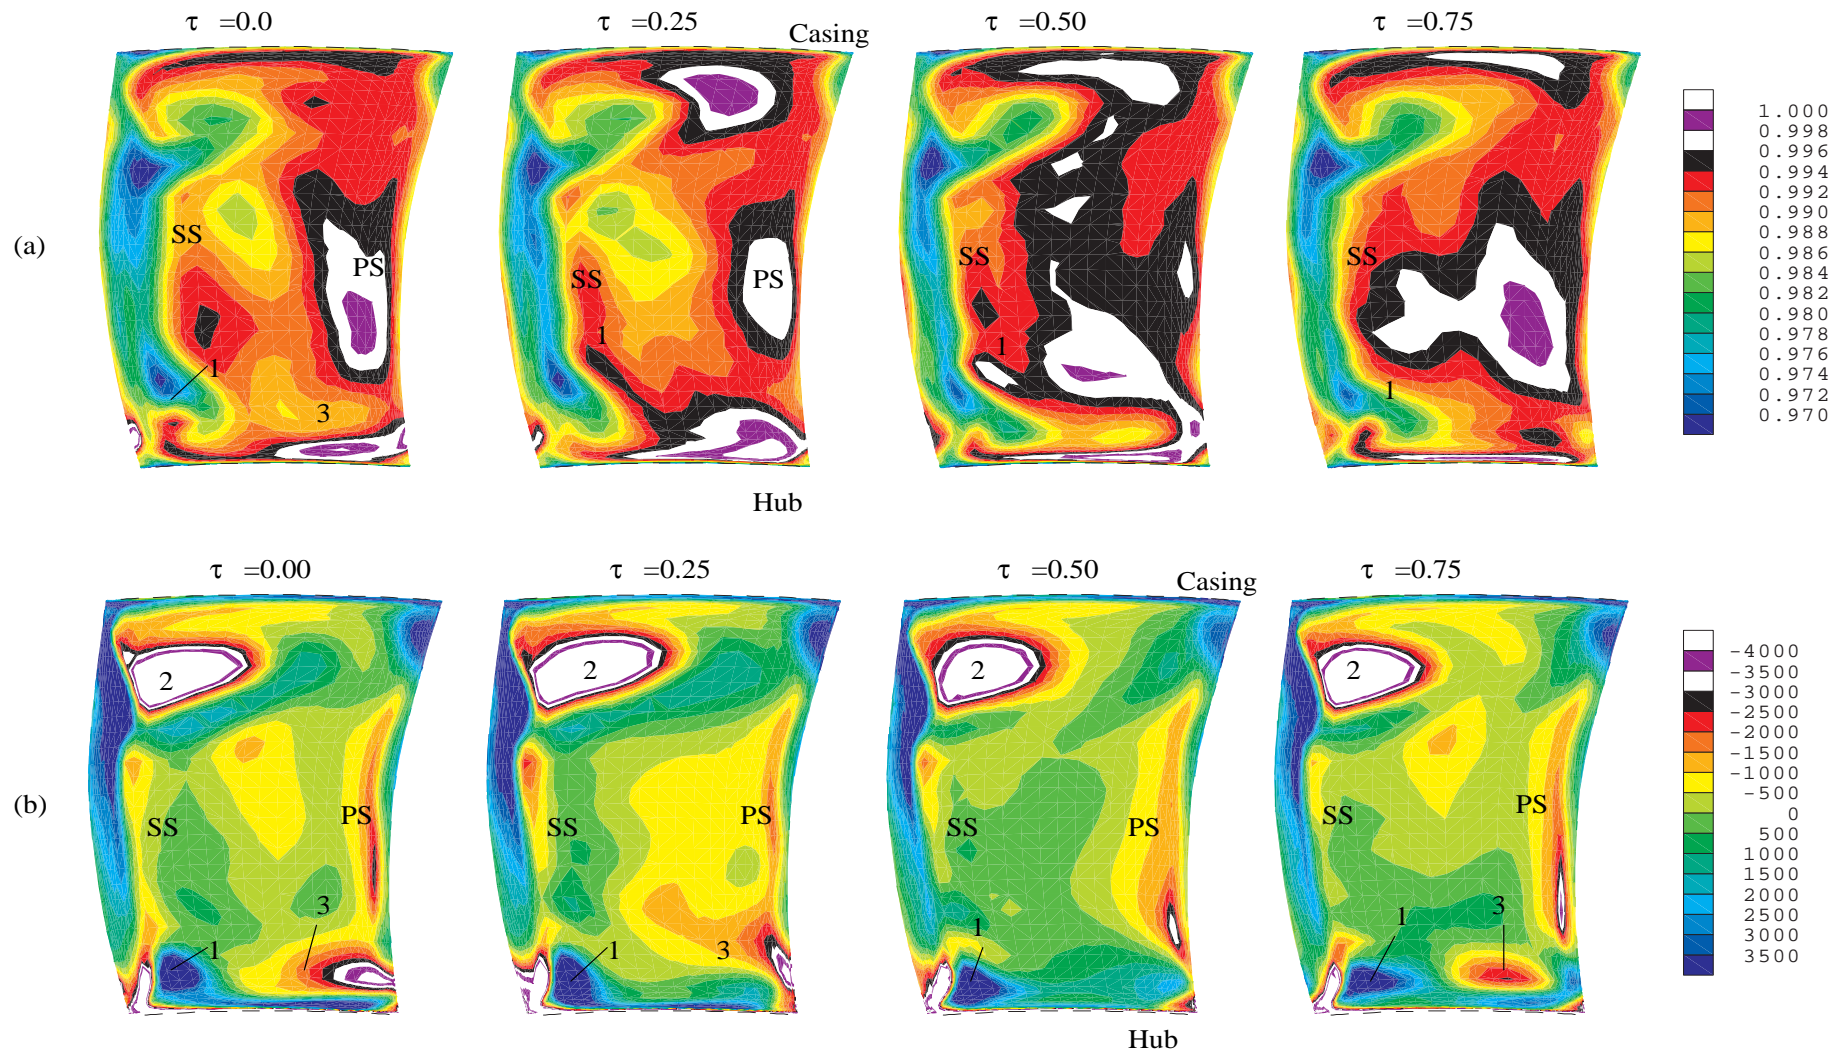 τ =0.0 τ =0.25 τ =0.50 τ =0.75
Casing
(a)
SS PS 1 3
SS PS 1
SS 1
SS 1
1.000
0.998
0.996
0.994
0.992
0.990
0.988
0.986
0.984
0.982
0.980
0.978
0.976
0.974
0.972
0.970
Hub
τ =0.00 τ =0.25 τ =0.50 τ =0.75
Casing
(b)
2 SS PS 3 1
2 SS PS 1 3
2 SS PS 1
2 SS PS 1 3
-4000
-3500
-3000
-2500
-2000
-1500
-1000
-500
0
500
1000
1500
2000
2500
3000
3500
Hub